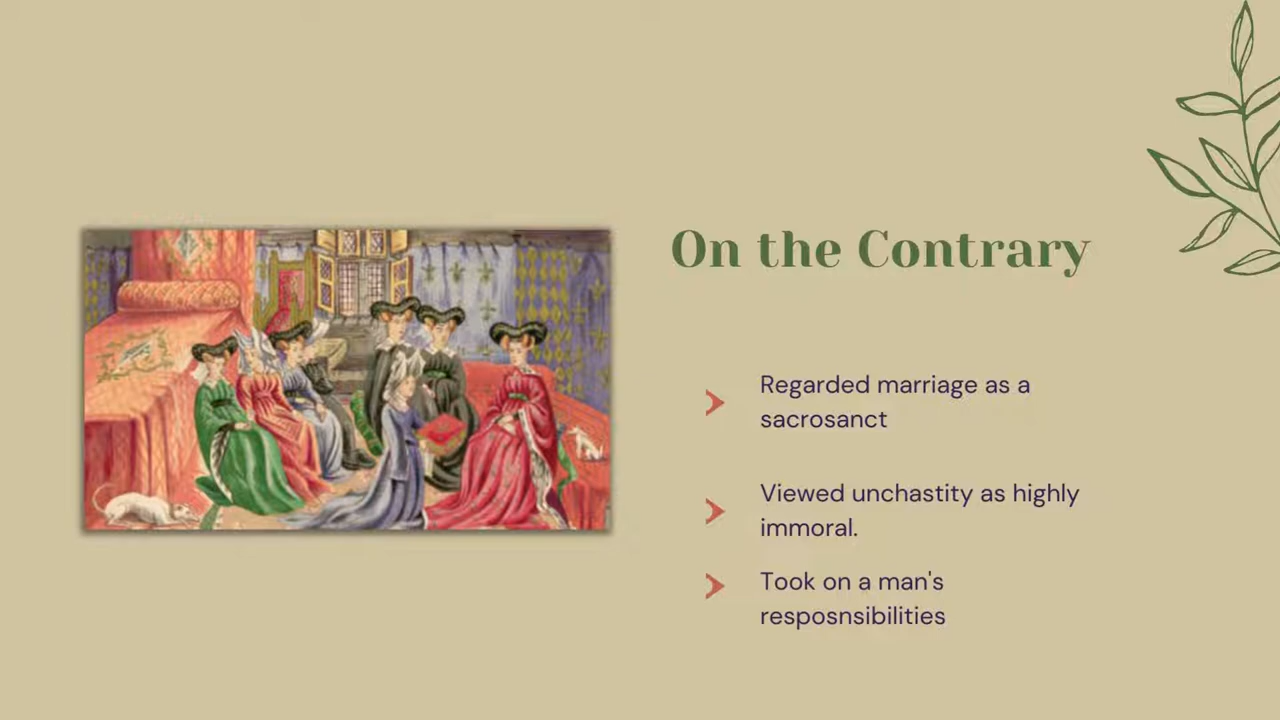 On the Contrary
Regarded marriage as a
sacrosanct
Viewed unchastity as highly
immoral.
Took on a man's
resposnsibilities